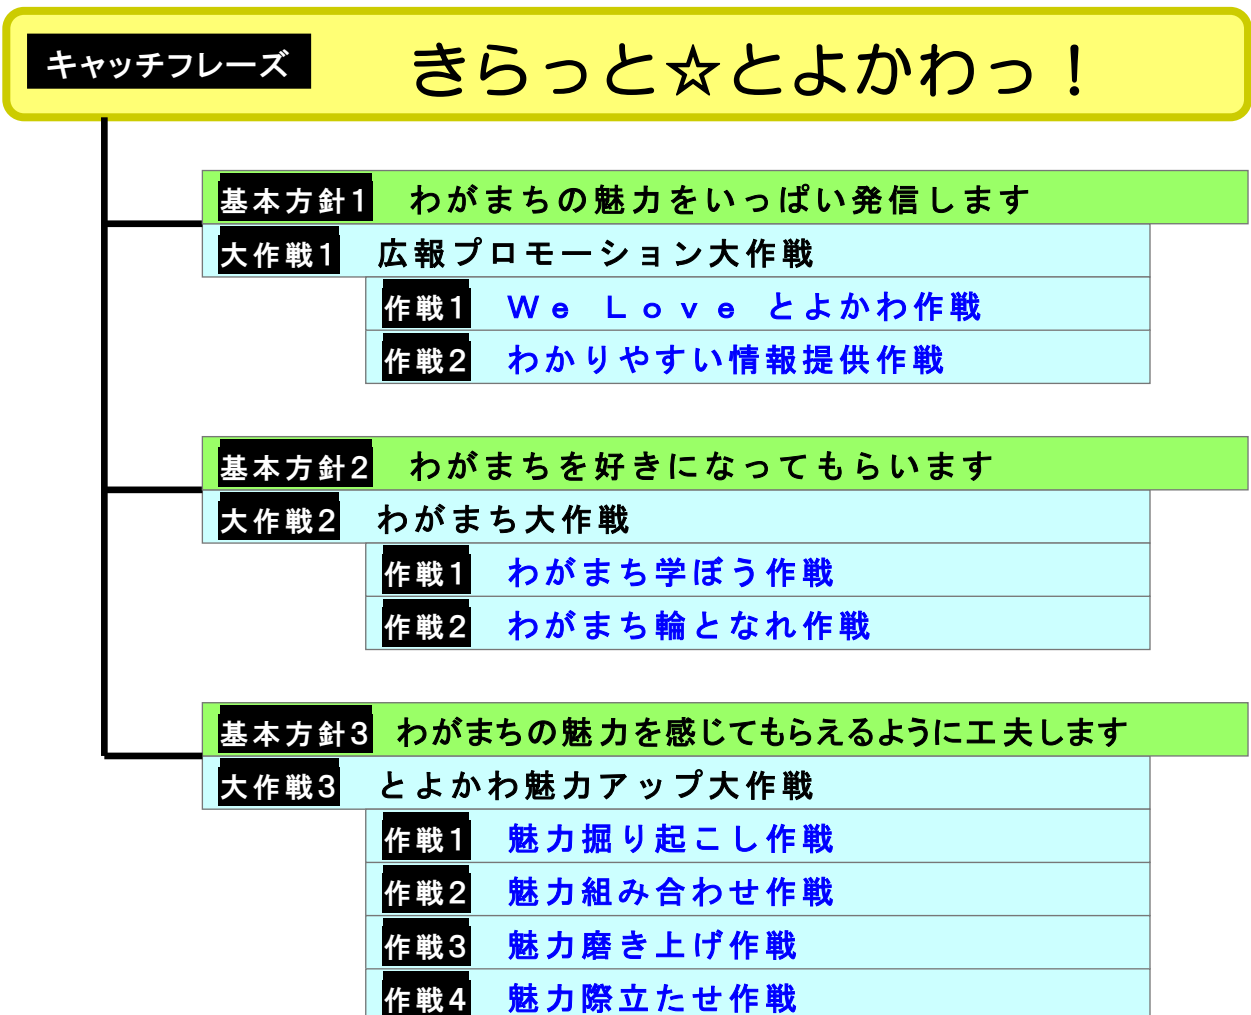 キャッチフレーズ きらっと☆とよかわっ！
基本方針1 わがまちの魅力をいっぱい発信します
大作戦1 広報プロモーション大作戦
作戦1 Ｗｅ Ｌｏｖｅ とよかわ作戦
作戦2 わかりやすい情報提供作戦
基本方針2 わがまちを好きになってもらいます
大作戦2 わがまち大作戦
作戦1 わがまち学ぼう作戦
作戦2 わがまち輪となれ作戦
基本方針3 わがまちの魅力を感じてもらえるように工夫します
大作戦3 とよかわ魅力アップ大作戦
作戦1 魅力掘り起こし作戦
作戦2 魅力組み合わせ作戦
作戦3 魅力磨き上げ作戦
作戦4 魅力際立たせ作戦